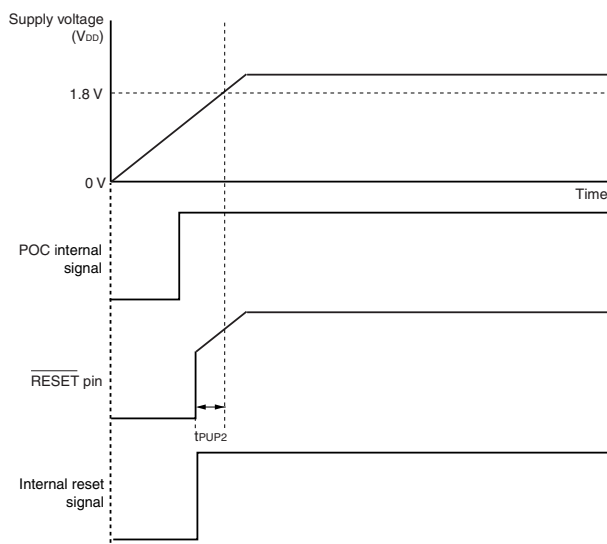 Supply voltage
(VDD)
1.8 V
0 V
Time
POC internal
signal
RESET pin
tPUP2
Internal reset
signal